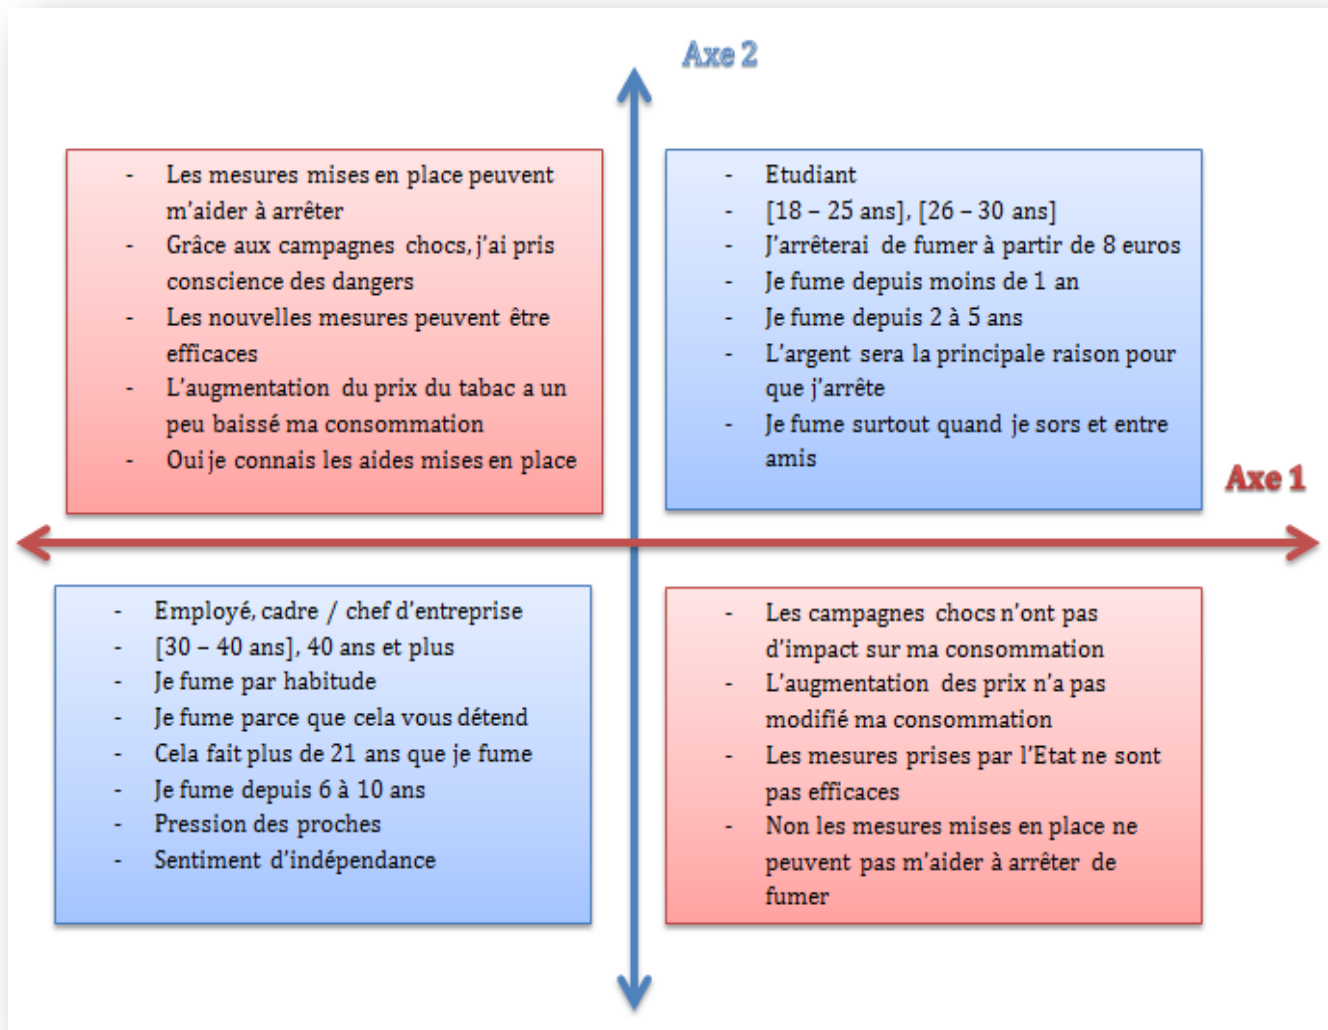 Axe 2
- Les mesures mises en place peuvent
m'aider à arrêter
- Grâce aux campagnes chocs, j'ai pris
conscience des dangers
- Les nouvelles mesures peuvent être
efficaces
- L'augmentation du prix du tabac a un
peu baissé ma consommation
- Oui je connais les aides mises en place
- Etudiant
- [18 – 25 ans], [26 – 30 ans]
- J'arrêterai de fumer à partir de 8 euros
- Je fume depuis moins de 1 an
- Je fume depuis 2 à 5 ans
- L'argent sera la principale raison pour
que j'arrête
- Je fume surtout quand je sors et entre
amis
Axe 1
- Employé, cadre / chef d'entreprise
- [30 – 40 ans], 40 ans et plus
- Je fume par habitude
- Je fume parce que cela vous détend
- Cela fait plus de 21 ans que je fume
- Je fume depuis 6 à 10 ans
- Pression des proches
- Sentiment d'indépendance
- Les campagnes chocs n'ont pas
d'impact sur ma consommation
- L'augmentation des prix n'a pas
modifié ma consommation
- Les mesures prises par l'Etat ne sont
pas efficaces
- Non les mesures mises en place ne
peuvent pas m'aider à arrêter de
fumer